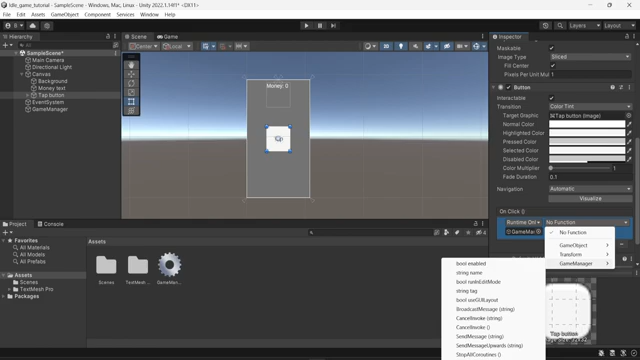 Idle_game_tutorial - SampleScene - Windows, Mac, Linux - Unity 2022.1.14f1* <DX11>
File Edit Assets GameObject Component Services Window Help
Layers Layout
Hierarchy
All
SampleScene*
Main Camera
Directional Light
Canvas
Background
Money text
Tap button
EventSystem
GameManager
Scene Game
Center Local
2D
Money: 0
Inspector
Maskable
Image Type Sliced
Fill Center
Pixels Per Unit Mul 1
Button
Interactable
Transition Color Tint
Target Graphic Tap button (Image)
Normal Color
Highlighted Color
Pressed Color
Selected Color
Disabled Color
Color Multiplier 1
Fade Duration 0.1
Navigation Automatic
Visualize
On Click ()
Runtime Onl No Function
GameMan
No Function
GameObject
Transform
GameManager
bool enabled
string name
bool runInEditMode
string tag
bool useGUILayout
BroadcastMessage (string)
CancelInvoke (string)
CancelInvoke ()
SendMessage (string)
SendMessageUpwards (string)
StopAllCoroutines ()
Tap button
Project Console
Favorites
All Materials
All Models
All Prefabs
Assets
Scenes
TextMesh Pro
Packages
Assets
Scenes TextMesh ... GameMan...